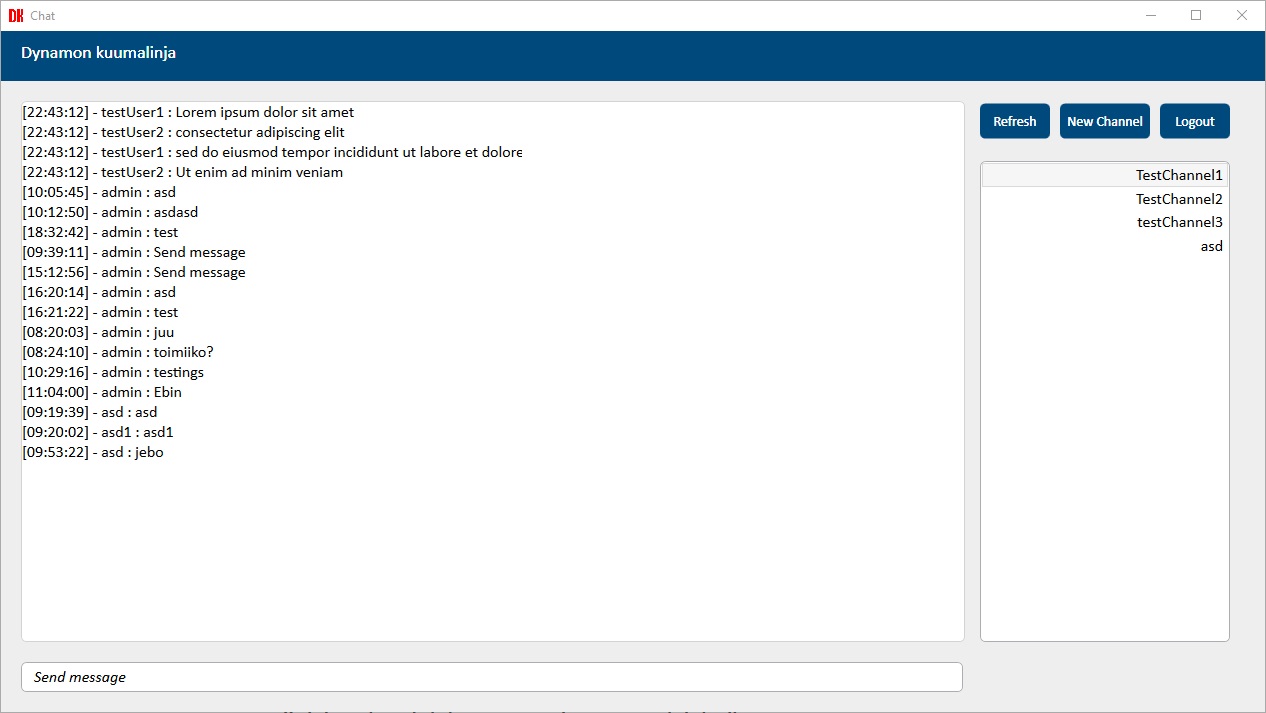 DK Chat
Dynamon kuumalinja
[22:43:12] - testUser1 : Lorem ipsum dolor sit amet
[22:43:12] - testUser2 : consectetur adipiscing elit
[22:43:12] - testUser1 : sed do eiusmod tempor incididunt ut labore et dolore
[22:43:12] - testUser2 : Ut enim ad minim veniam
[10:05:45] - admin : asd
[10:12:50] - admin : asdasd
[18:32:42] - admin : test
[09:39:11] - admin : Send message
[15:12:56] - admin : Send message
[16:20:14] - admin : asd
[16:21:22] - admin : test
[08:20:03] - admin : juu
[08:24:10] - admin : toimiiko?
[10:29:16] - admin : testings
[11:04:00] - admin : Ebin
[09:19:39] - asd : asd
[09:20:02] - asd1 : asd1
[09:53:22] - asd : jebo
Refresh New Channel Logout
TestChannel1
TestChannel2
testChannel3
asd
Send message